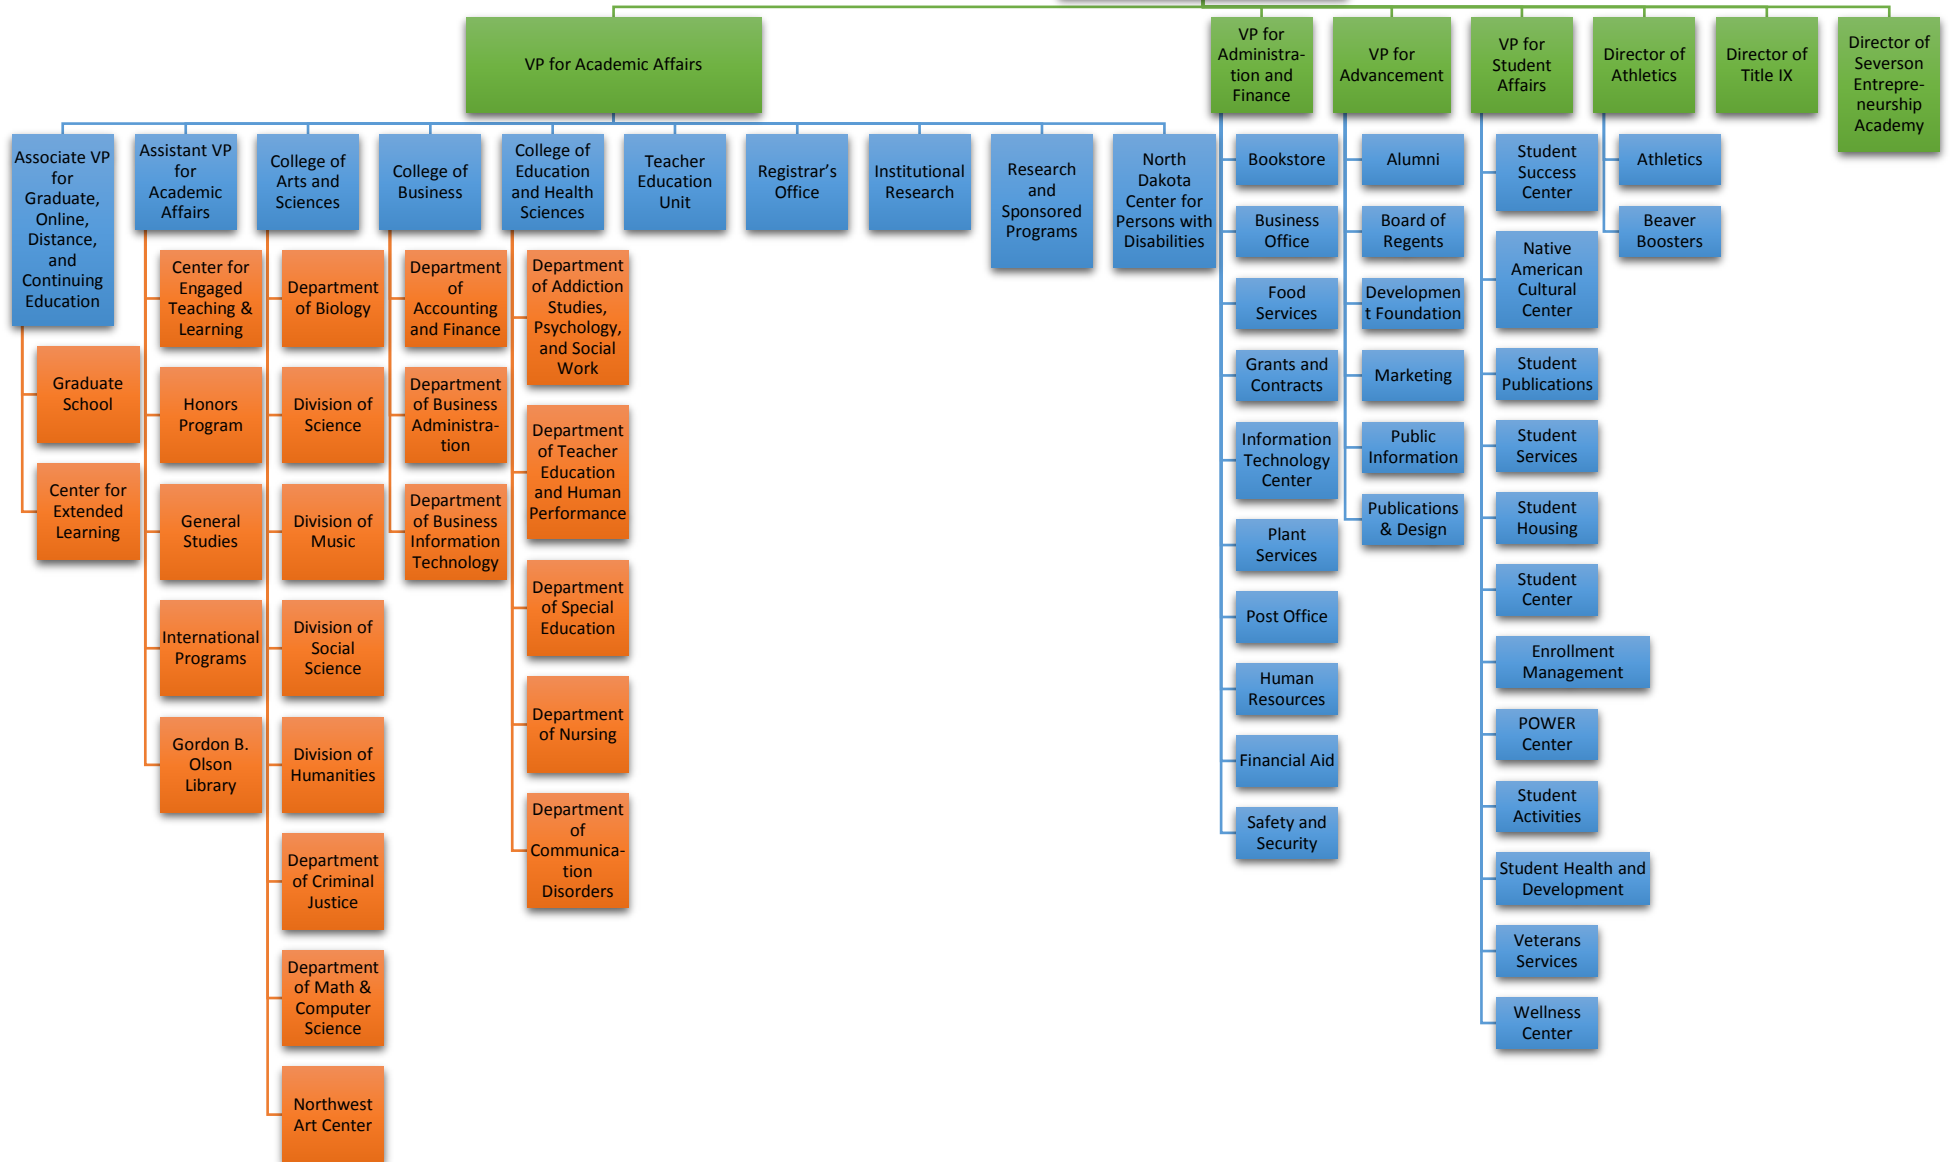 VP for Academic Affairs
VP for
Administra-
tion and
Finance
VP for
Advancement
VP for
Student
Affairs
Director of
Athletics
Director of
Title IX
Director of
Severson
Entrepre-
neurship
Academy
Associate VP
for
Graduate,
Online,
Distance,
and
Continuing
Education
Graduate
School
Center for
Extended
Learning
Assistant VP
for
Academic
Affairs
Center for
Engaged
Teaching &
Learning
Honors
Program
General
Studies
International
Programs
Gordon B.
Olson
Library
College of
Arts and
Sciences
Department
of Biology
Division of
Science
Division of
Music
Division of
Social
Science
Division of
Humanities
Department
of Criminal
Justice
Department
of Math &
Computer
Science
Northwest
Art Center
College of
Business
Department
of
Accounting
and Finance
Department
of Business
Administra-
tion
Department
of Business
Information
Technology
College of
Education
and Health
Sciences
Department
of Addiction
Studies,
Psychology,
and Social
Work
Department
of Teacher
Education
and Human
Performance
Department
of Special
Education
Department
of Nursing
Department
of
Communica-
tion
Disorders
Teacher
Education
Unit
Registrar’s
Office
Institutional
Research
Research
and
Sponsored
Programs
North
Dakota
Center for
Persons with
Disabilities
Bookstore
Business
Office
Food
Services
Grants and
Contracts
Information
Technology
Center
Plant
Services
Post Office
Human
Resources
Financial Aid
Safety and
Security
Alumni
Board of
Regents
Developmen
t Foundation
Marketing
Public
Information
Publications
& Design
Student
Success
Center
Native
American
Cultural
Center
Student
Publications
Student
Services
Student
Housing
Student
Center
Enrollment
Management
POWER
Center
Student
Activities
Student Health and
Development
Veterans
Services
Wellness
Center
Athletics
Beaver
Boosters